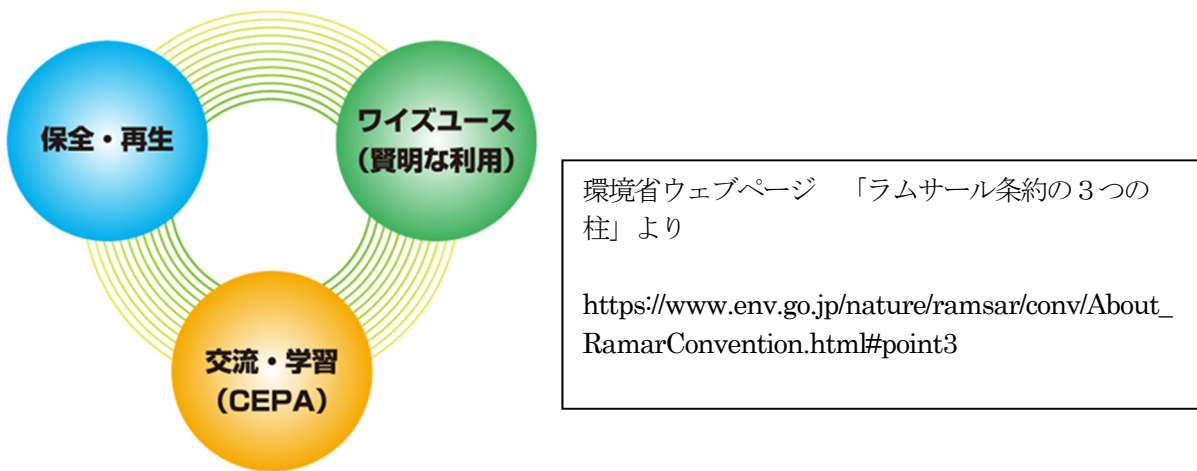 保全・再生
ワイズユース
(賢明な利用)
交流・学習
(CEPA)
環境省ウェブページ　「ラムサール条約の３つの
柱」より
https://www.env.go.jp/nature/ramsar/conv/About_
RamarConvention.html#point3